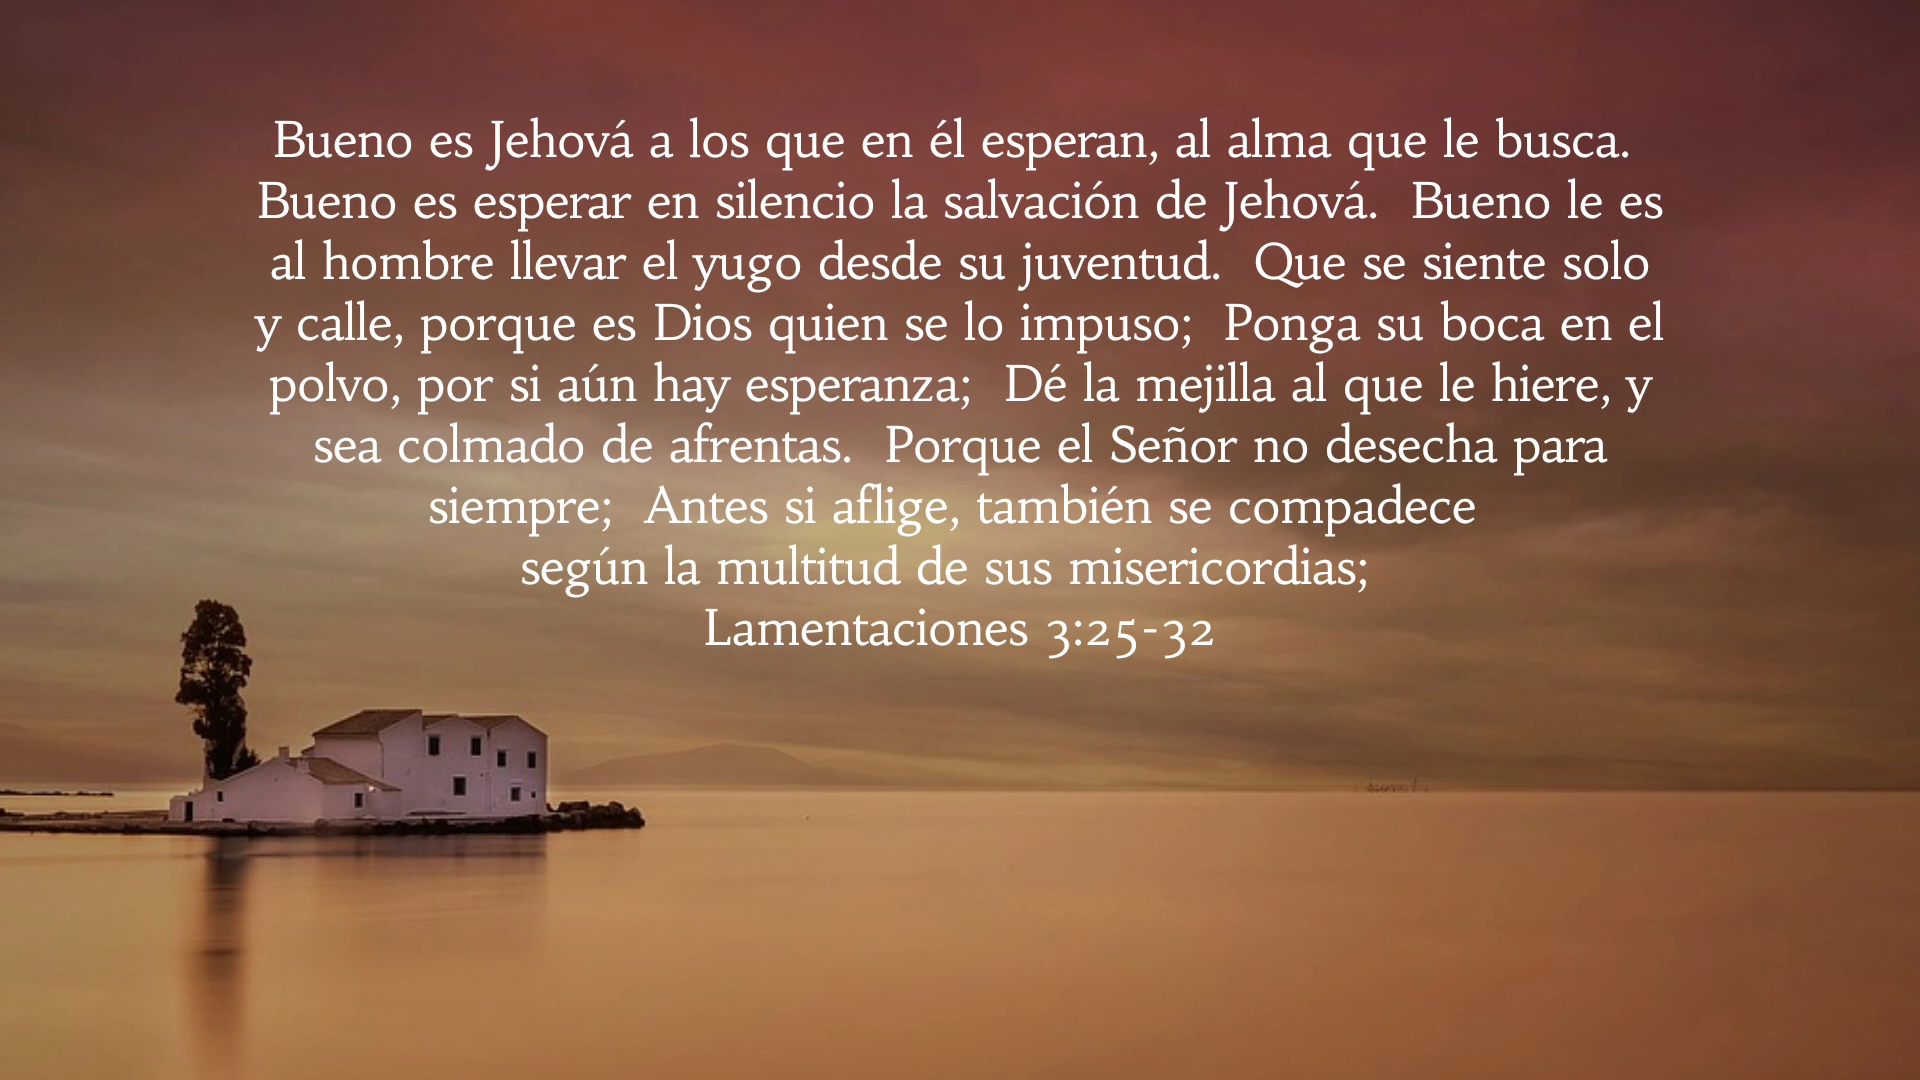 Bueno es Jehová a los que en él esperan, al alma que le busca.
Bueno es esperar en silencio la salvación de Jehová.  Bueno le es
al hombre llevar el yugo desde su juventud.  Que se siente solo
y calle, porque es Dios quien se lo impuso;  Ponga su boca en el
polvo, por si aún hay esperanza;  Dé la mejilla al que le hiere, y
sea colmado de afrentas.  Porque el Señor no desecha para
siempre;  Antes si aflige, también se compadece
según la multitud de sus misericordias;
Lamentaciones 3:25-32